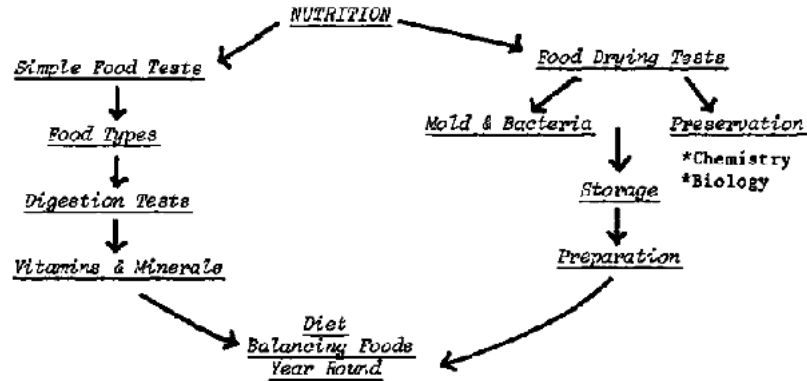 NUTRITION
Simple Food Tests
Food Drying Tests
Food Types
Mold & Bacteria
Preservation
*Chemistry
*Biology
Digestion Tests
Storage
Vitamins & Minerals
Preparation
Diet
Balancing Foods
Year Round